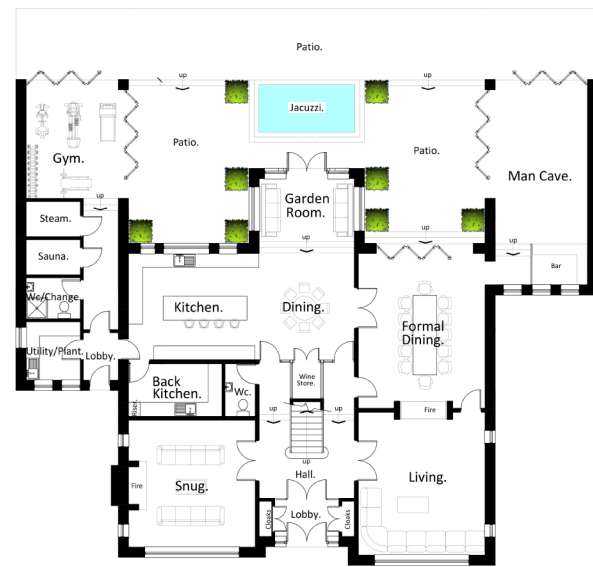 Patio.
up
up
up
Jacuzzi.
Patio.
Patio.
Gym.
Man Cave.
up
Garden
Room.
Steam.
up
up
Sauna.
Bar
Wc/Change
Kitchen.
Dining.
Formal
Dining.
Utility/Plant.
Lobby.
Back
Kitchen.
Wc.
Wine
Store.
Riser.
up
up
Fire
up
Hall.
Living.
Fire
Snug.
Cloaks
Lobby.
Cloaks